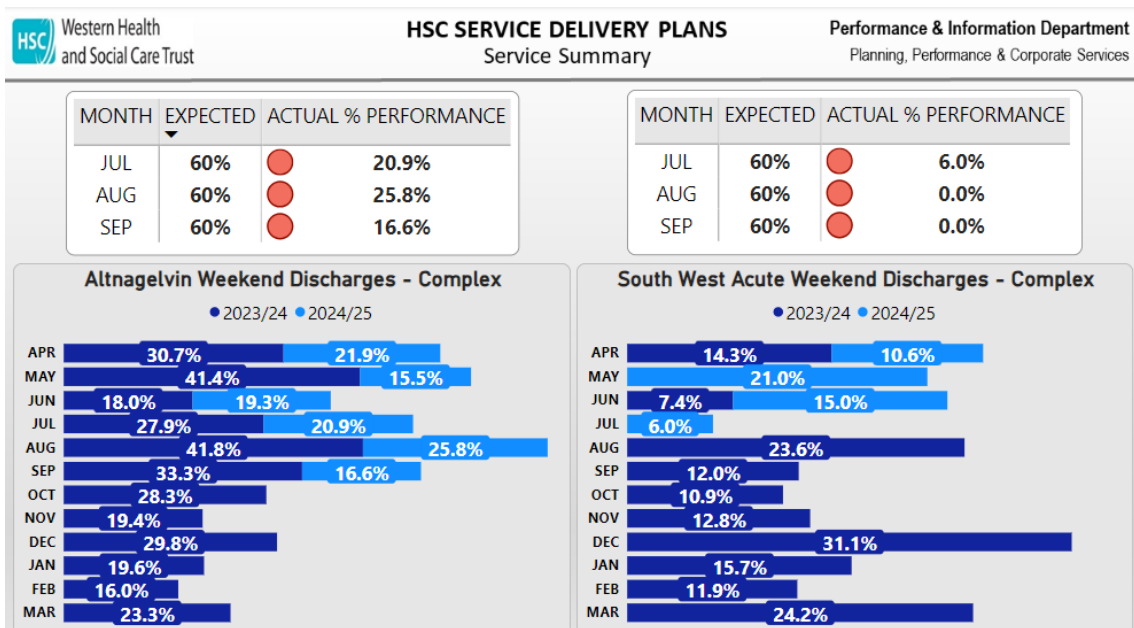 HSC
Western Health
and Social Care Trust
HSC SERVICE DELIVERY PLANS
Service Summary
Performance & Information Department
Planning, Performance & Corporate Services
MONTH EXPECTED ACTUAL % PERFORMANCE
JUL 60% 20.9%
AUG 60% 25.8%
SEP 60% 16.6%
MONTH EXPECTED ACTUAL % PERFORMANCE
JUL 60% 6.0%
AUG 60% 0.0%
SEP 60% 0.0%
Altnagelvin Weekend Discharges - Complex
2023/24 2024/25
APR 30.7% 21.9%
MAY 41.4% 15.5%
JUN 18.0% 19.3%
JUL 27.9% 20.9%
AUG 41.8% 25.8%
SEP 33.3% 16.6%
OCT 28.3%
NOV 19.4%
DEC 29.8%
JAN 19.6%
FEB 16.0%
MAR 23.3%
South West Acute Weekend Discharges - Complex
2023/24 2024/25
APR 14.3% 10.6%
MAY 21.0%
JUN 7.4% 15.0%
JUL 6.0%
AUG 23.6%
SEP 12.0%
OCT 10.9%
NOV 12.8%
DEC 31.1%
JAN 15.7%
FEB 11.9%
MAR 24.2%